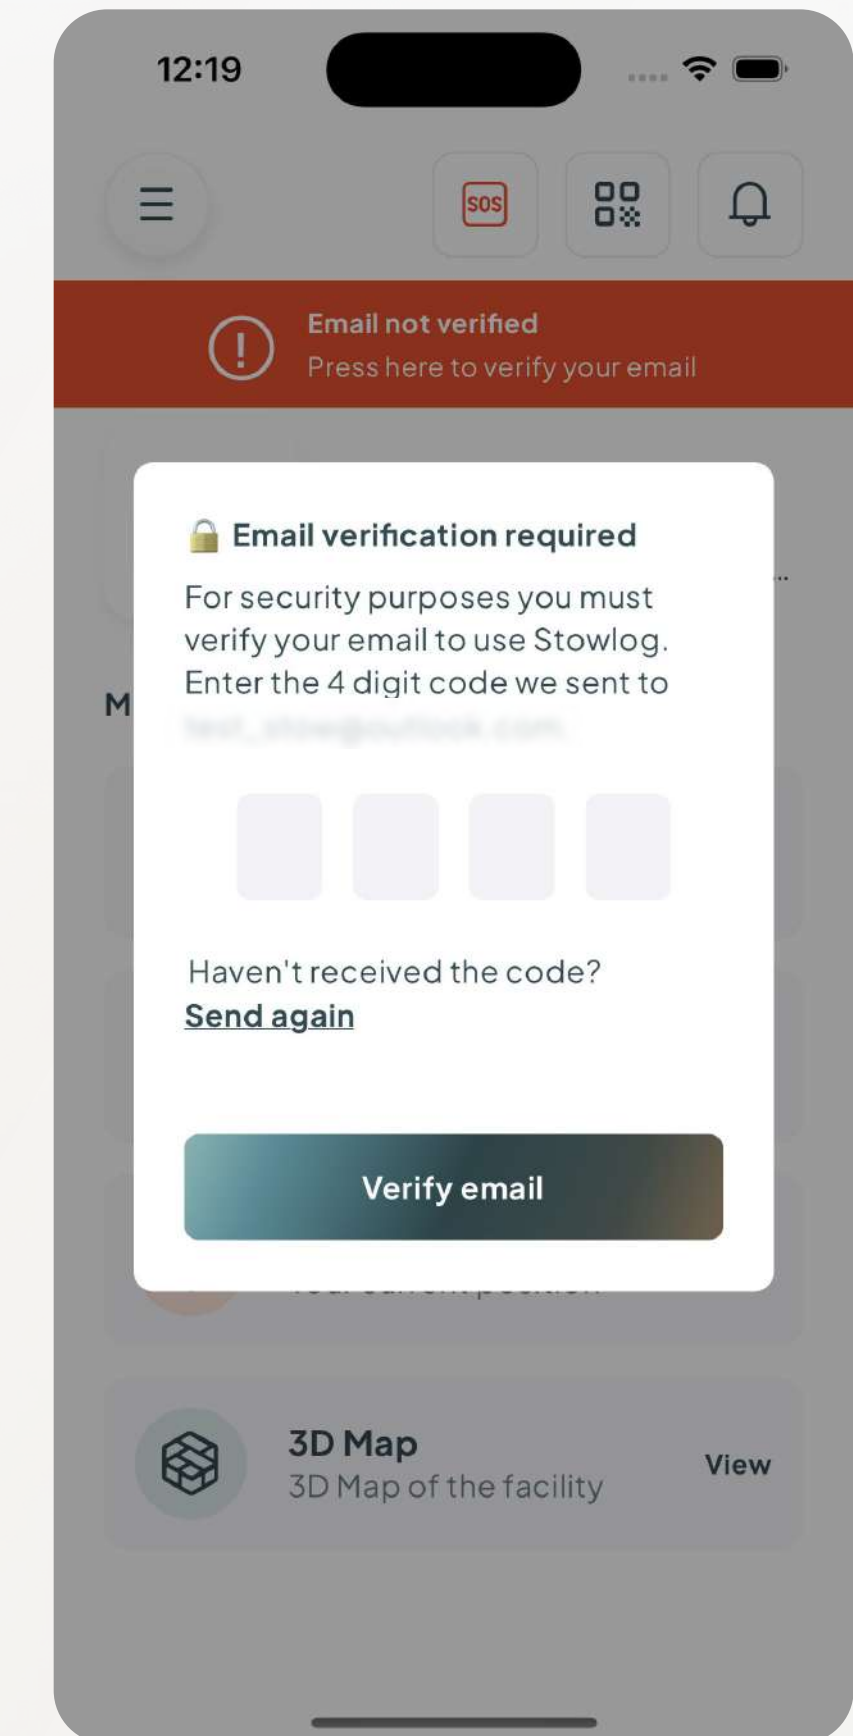 12:19
SOS
Email not verified
Press here to verify your email
🔒 Email verification required
For security purposes you must
verify your email to use Stowlog.
Enter the 4 digit code we sent to
M
Haven't received the code?
Send again
Verify email
3D Map
3D Map of the facility
View